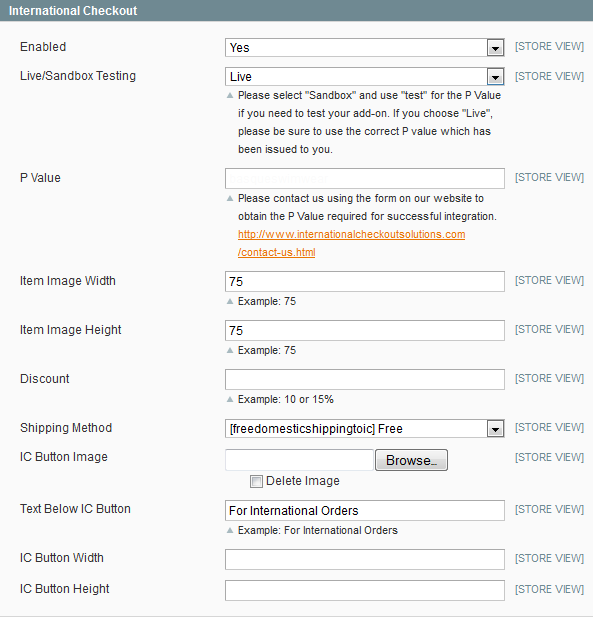 International Checkout
Enabled Yes [STORE VIEW]
Live/Sandbox Testing Live [STORE VIEW]
Please select "Sandbox" and use "test" for the P Value
if you need to test your add-on. If you choose "Live",
please be sure to use the correct P value which has
been issued to you.
P Value [STORE VIEW]
Please contact us using the form on our website to
obtain the P Value required for successful integration.
http://www.internationalcheckoutsolutions.com
/contact-us.html
Item Image Width 75 [STORE VIEW]
Example: 75
Item Image Height 75 [STORE VIEW]
Example: 75
Discount [STORE VIEW]
Example: 10 or 15%
Shipping Method [freedomesticshippingtoic] Free [STORE VIEW]
IC Button Image Browse... [STORE VIEW]
Delete Image
Text Below IC Button For International Orders [STORE VIEW]
Example: For International Orders
IC Button Width [STORE VIEW]
IC Button Height [STORE VIEW]